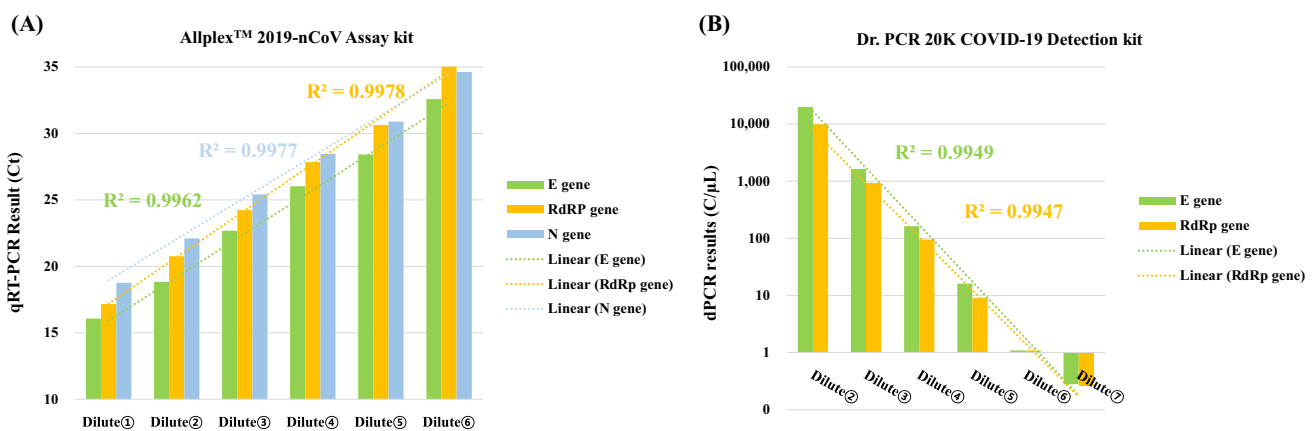 (A)
Allplex™ 2019-nCoV Assay kit
qRT-PCR Result (Ct)
35
30
25
20
15
10
R² = 0.9978
R² = 0.9977
R² = 0.9962
Dilute①
Dilute②
Dilute③
Dilute④
Dilute⑤
Dilute⑥
E gene
RdRP gene
N gene
Linear (E gene)
Linear (RdRp gene)
Linear (N gene)
(B)
Dr. PCR 20K COVID-19 Detection kit
dPCR results (C/μL)
100,000
10,000
1,000
100
10
1
0
R² = 0.9949
R² = 0.9947
Dilute②
Dilute③
Dilute④
Dilute⑤
Dilute⑥
Dilute⑦
E gene
RdRp gene
Linear (E gene)
Linear (RdRp gene)